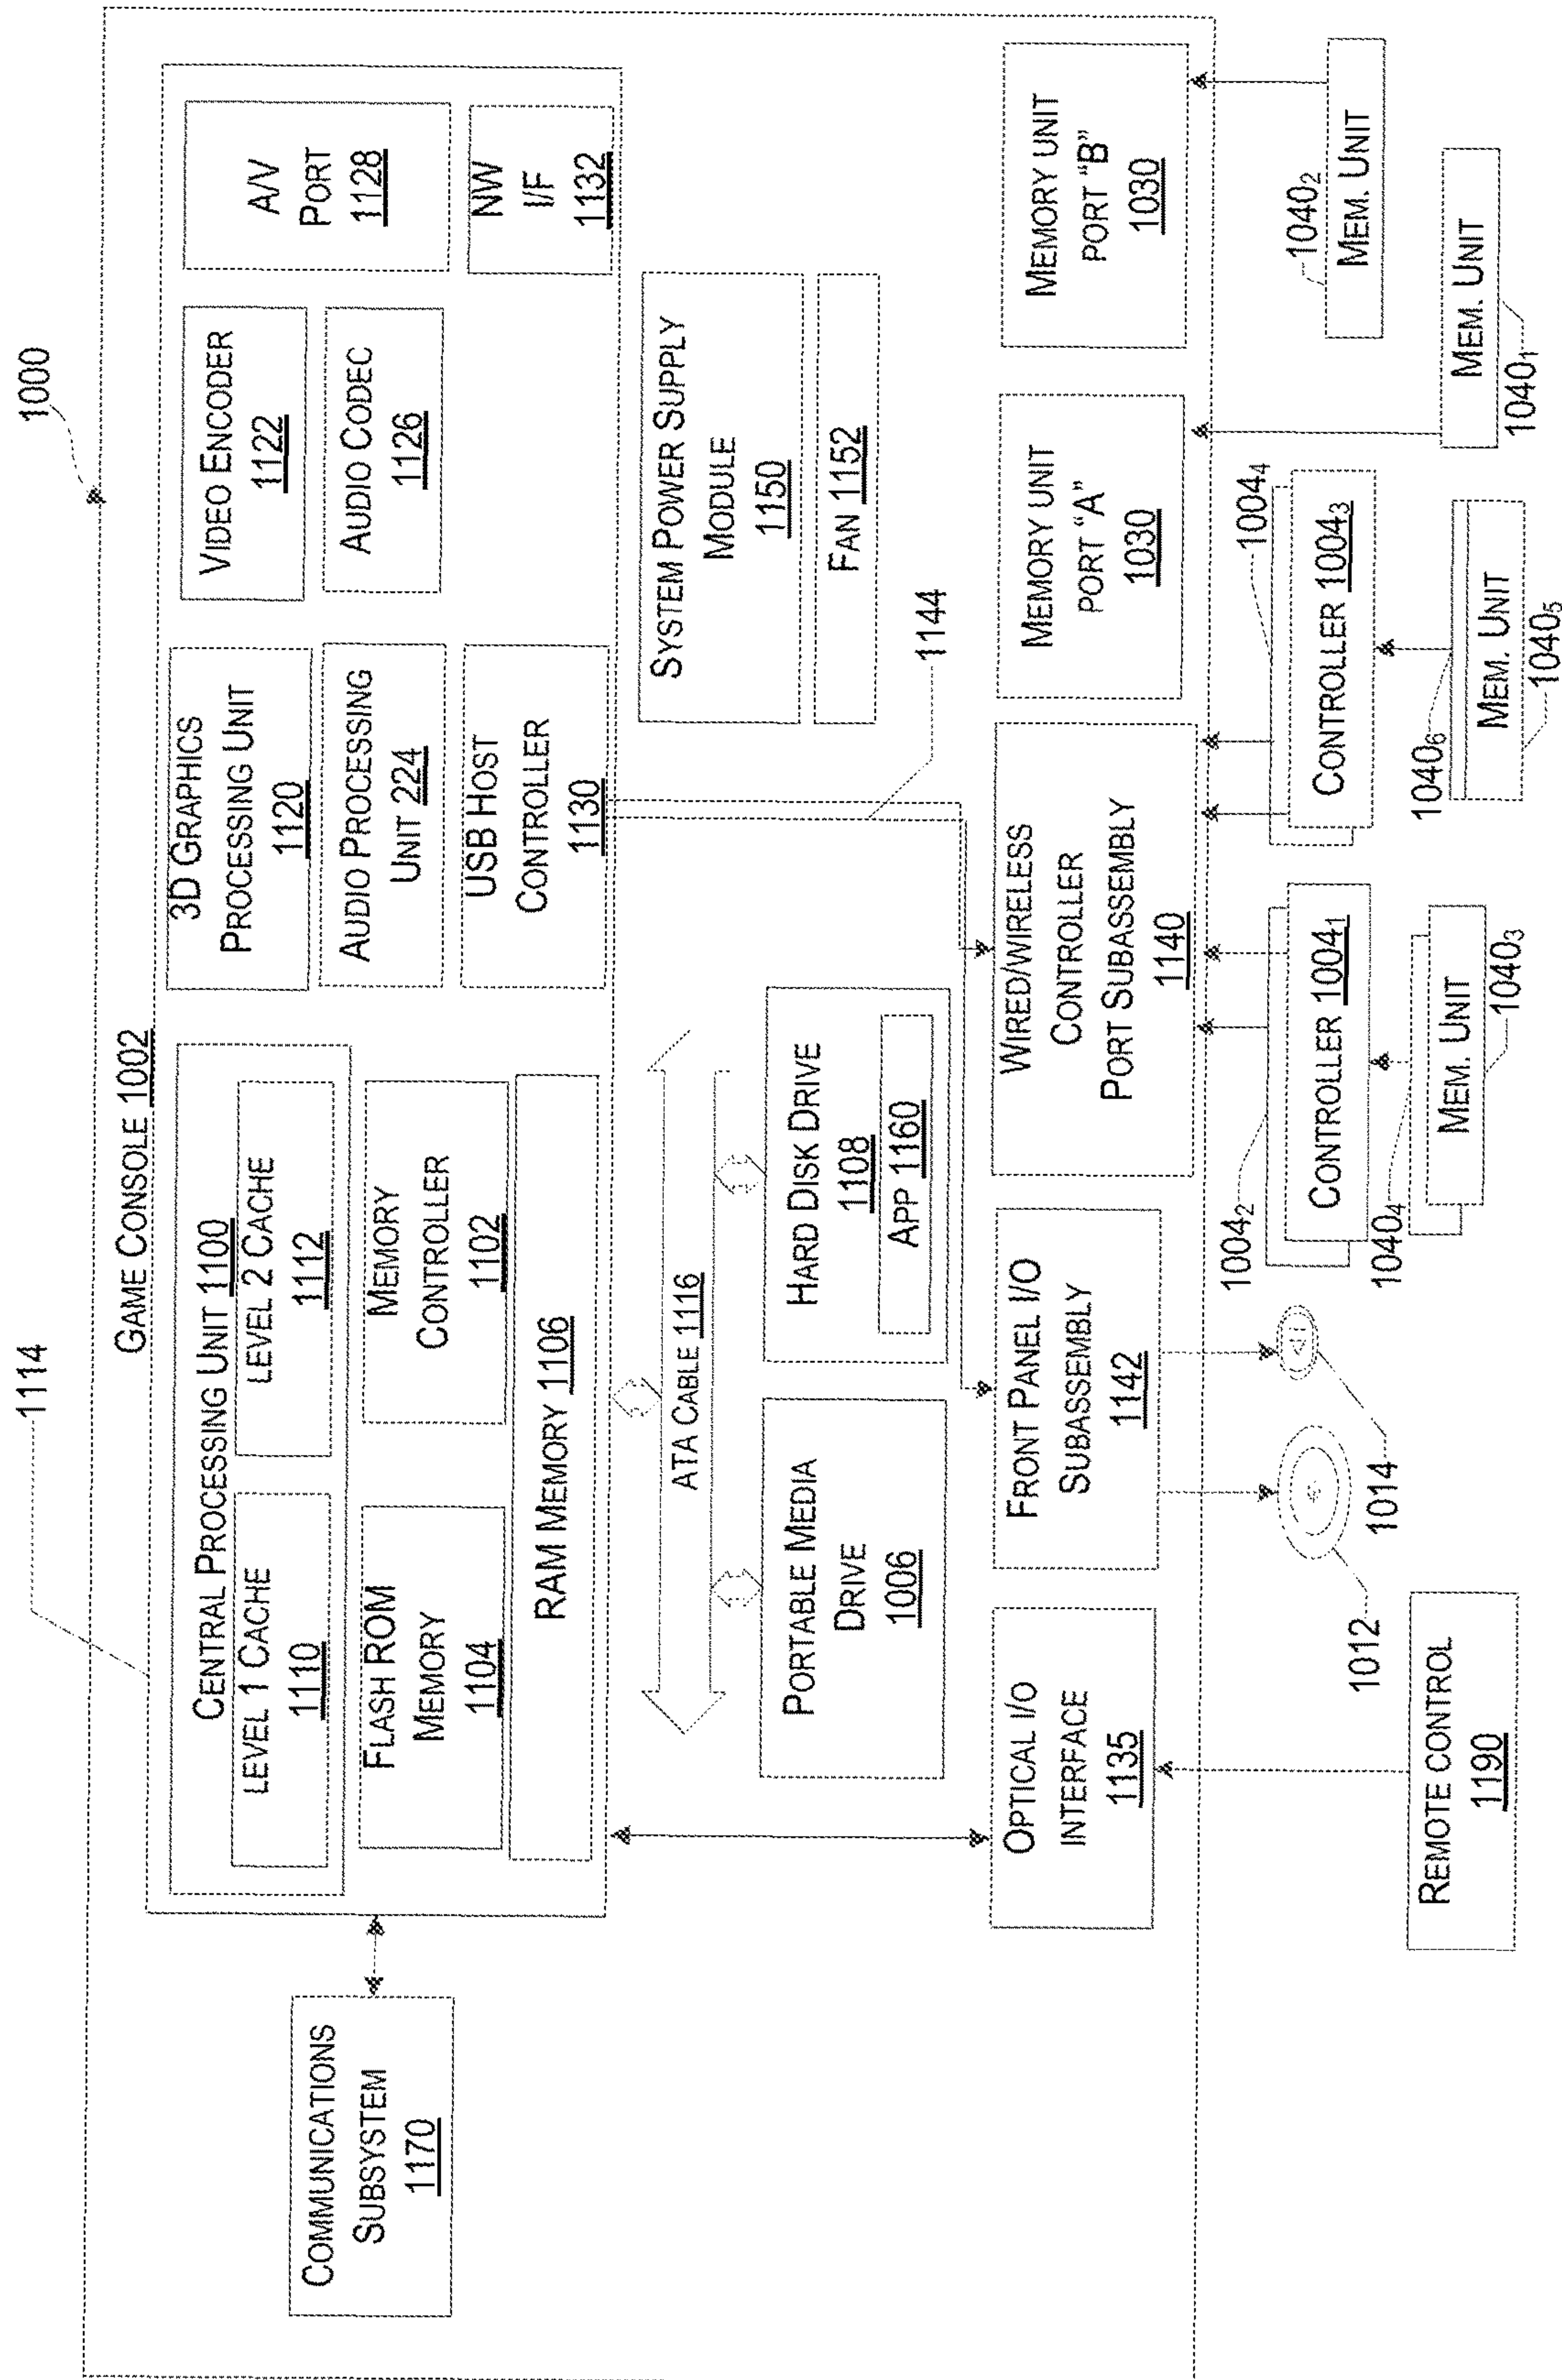 1000
1114
GAME CONSOLE 1002
CENTRAL PROCESSING UNIT 1100
LEVEL 1 CACHE
1110
LEVEL 2 CACHE
1112
3D GRAPHICS
PROCESSING UNIT
1120
VIDEO ENCODER
1122
A/V
PORT
1128
FLASH ROM
MEMORY
1104
MEMORY
CONTROLLER
1102
AUDIO PROCESSING
UNIT 224
AUDIO CODEC
1126
RAM MEMORY 1106
USB HOST
CONTROLLER
1130
NW
I/F
1132
COMMUNICATIONS
SUBSYSTEM
1170
ATA CABLE 1116
SYSTEM POWER SUPPLY
MODULE
1150
FAN 1152
PORTABLE MEDIA
DRIVE
1006
HARD DISK DRIVE
1108
APP 1160
1144
OPTICAL I/O
INTERFACE
1135
FRONT PANEL I/O
SUBASSEMBLY
1142
WIRED/WIRELESS
CONTROLLER
PORT SUBASSEMBLY
1140
MEMORY UNIT
PORT "A"
1030
MEMORY UNIT
PORT "B"
1030
1012
1014
1004₂
CONTROLLER 1004₁
1004₄
CONTROLLER 1004₃
1040₂
MEM. UNIT
REMOTE CONTROL
1190
1040₄
MEM. UNIT
1040₃
1040₆
MEM. UNIT
1040₅
MEM. UNIT
1040₁